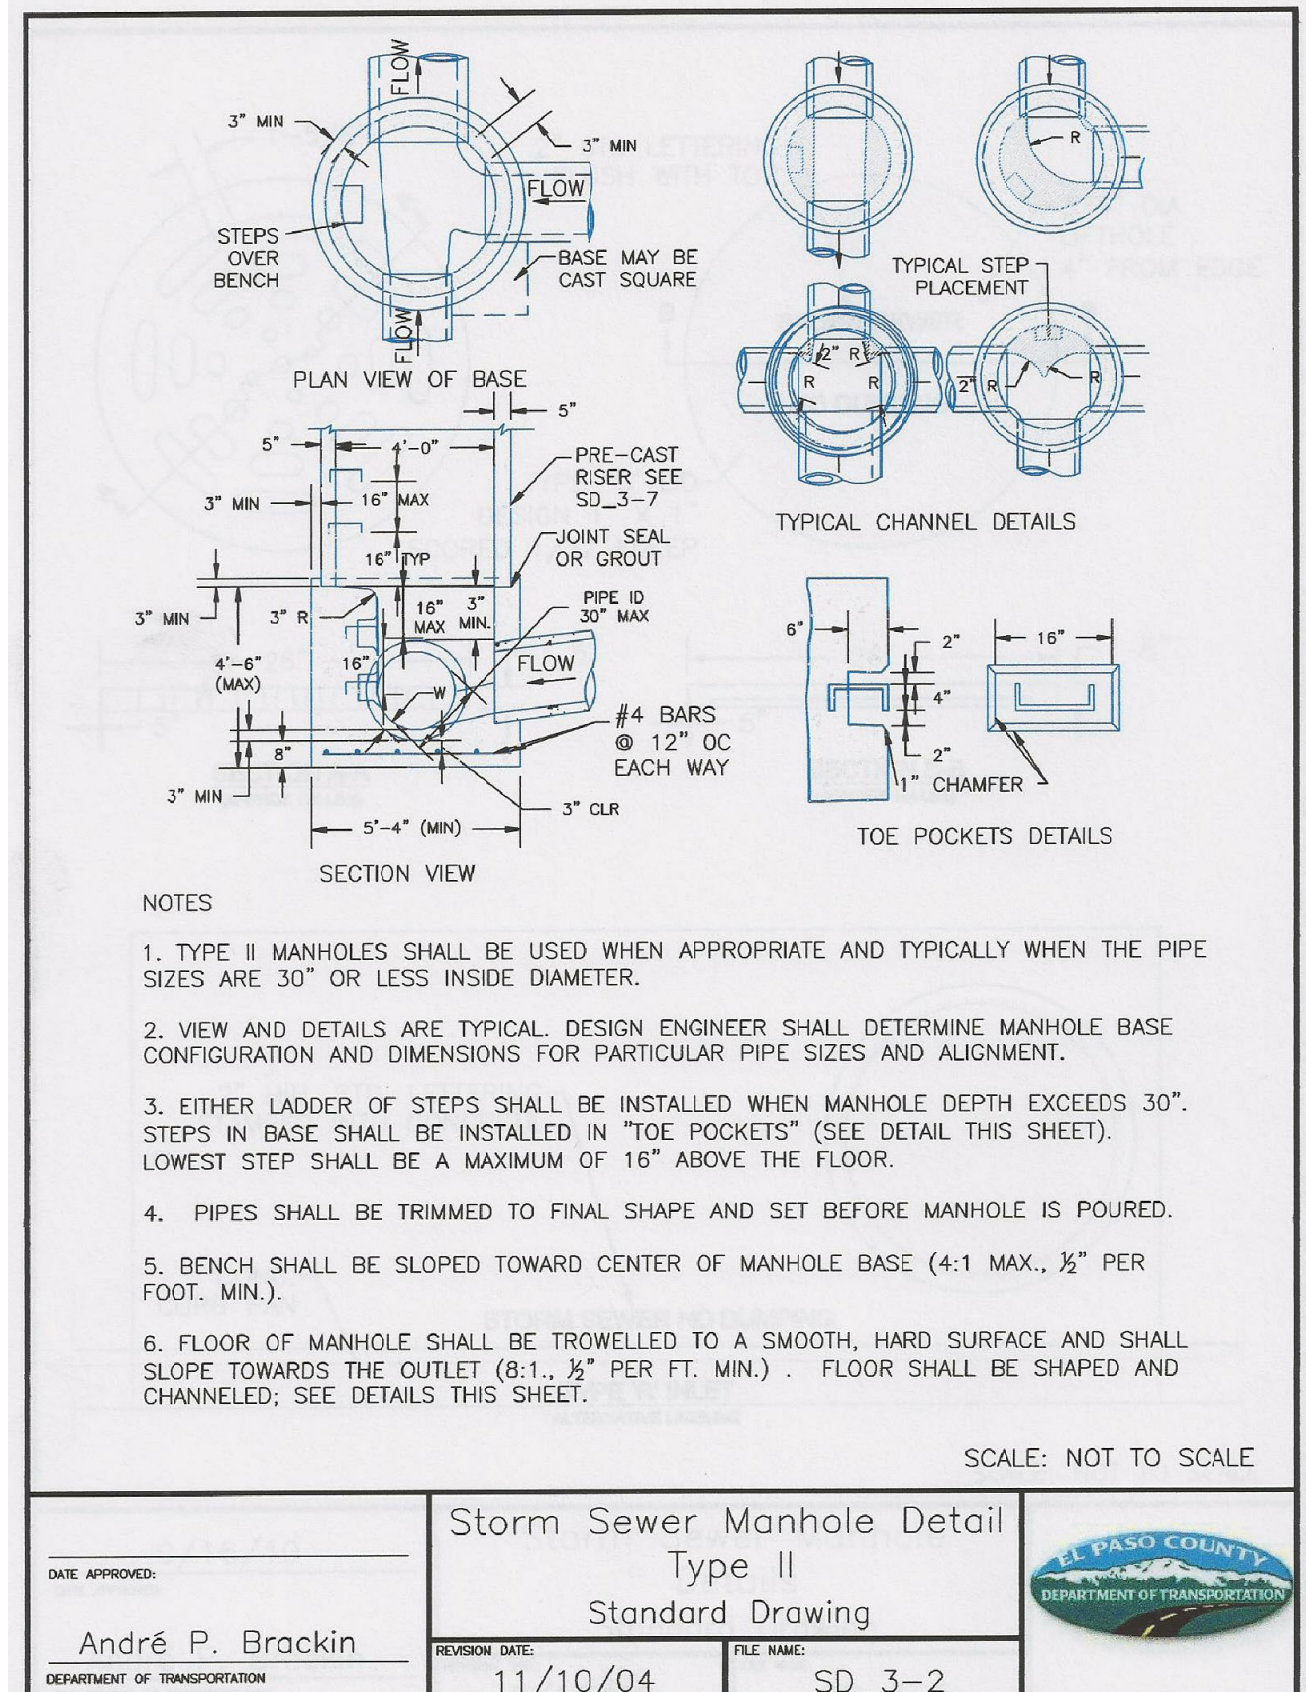 FLOW
3" MIN
3" MIN
FLOW
STEPS
OVER
BENCH
BASE MAY BE
CAST SQUARE
FLOW
PLAN VIEW OF BASE
R
TYPICAL STEP
PLACEMENT
2" R
R R
2" R R
TYPICAL CHANNEL DETAILS
5"
5"
4'-0"
PRE-CAST
RISER SEE
SD_3-7
3" MIN
16" MAX
JOINT SEAL
OR GROUT
16" TYP
3" MIN
3" R
16"
MAX
3"
MIN.
PIPE ID
30" MAX
4'-6"
(MAX)
16"
FLOW
W
#4 BARS
@ 12" OC
EACH WAY
8"
3" MIN
3" CLR
5'-4" (MIN)
SECTION VIEW
6"
2"
16"
4"
2"
1" CHAMFER
TOE POCKETS DETAILS
NOTES
1. TYPE II MANHOLES SHALL BE USED WHEN APPROPRIATE AND TYPICALLY WHEN THE PIPE
SIZES ARE 30" OR LESS INSIDE DIAMETER.
2. VIEW AND DETAILS ARE TYPICAL. DESIGN ENGINEER SHALL DETERMINE MANHOLE BASE
CONFIGURATION AND DIMENSIONS FOR PARTICULAR PIPE SIZES AND ALIGNMENT.
3. EITHER LADDER OF STEPS SHALL BE INSTALLED WHEN MANHOLE DEPTH EXCEEDS 30".
STEPS IN BASE SHALL BE INSTALLED IN "TOE POCKETS" (SEE DETAIL THIS SHEET).
LOWEST STEP SHALL BE A MAXIMUM OF 16" ABOVE THE FLOOR.
4. PIPES SHALL BE TRIMMED TO FINAL SHAPE AND SET BEFORE MANHOLE IS POURED.
5. BENCH SHALL BE SLOPED TOWARD CENTER OF MANHOLE BASE (4:1 MAX., ½" PER
FOOT. MIN.).
6. FLOOR OF MANHOLE SHALL BE TROWELLED TO A SMOOTH, HARD SURFACE AND SHALL
SLOPE TOWARDS THE OUTLET (8:1., ½" PER FT. MIN.) . FLOOR SHALL BE SHAPED AND
CHANNELED; SEE DETAILS THIS SHEET.
SCALE: NOT TO SCALE
DATE APPROVED:
André P. Brackin
DEPARTMENT OF TRANSPORTATION
Storm Sewer Manhole Detail
Type II
Standard Drawing
REVISION DATE:
11/10/04
FILE NAME:
SD 3-2
EL PASO COUNTY
DEPARTMENT OF TRANSPORTATION